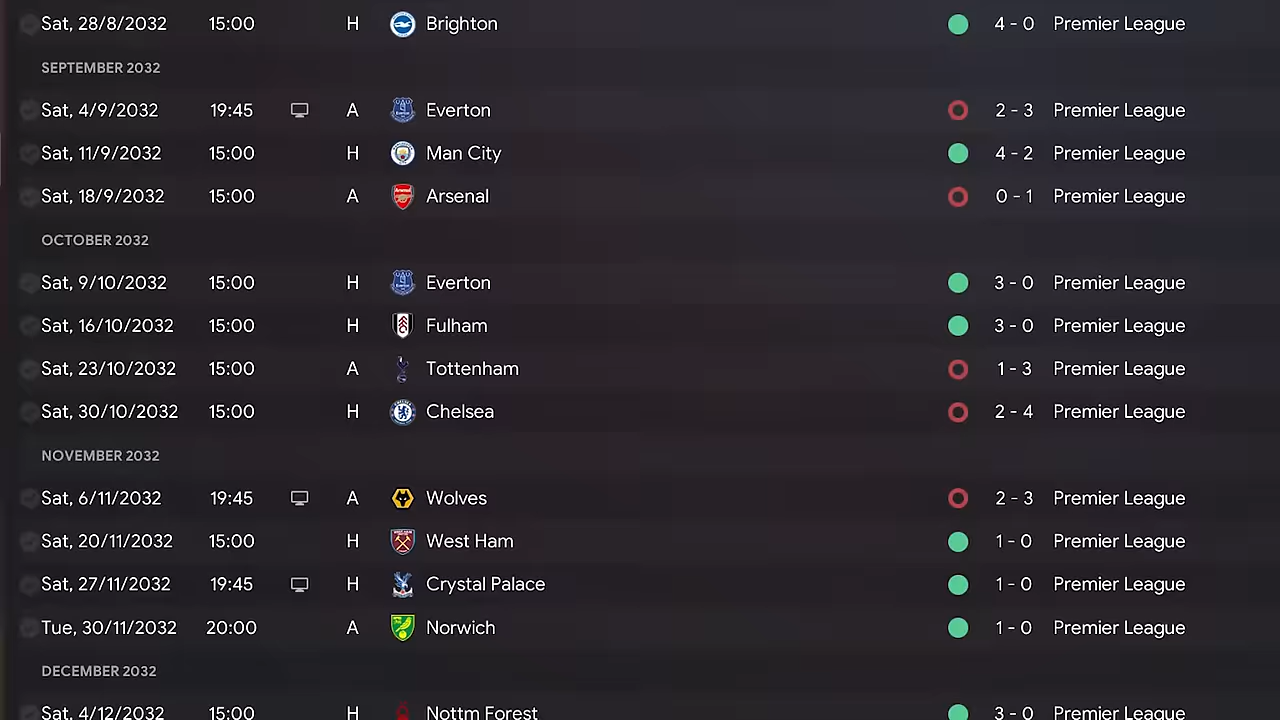 Sat, 28/8/2032 15:00 H Brighton 4 - 0 Premier League
SEPTEMBER 2032
Sat, 4/9/2032 19:45 A Everton 2 - 3 Premier League
Sat, 11/9/2032 15:00 H Man City 4 - 2 Premier League
Sat, 18/9/2032 15:00 A Arsenal 0 - 1 Premier League
OCTOBER 2032
Sat, 9/10/2032 15:00 H Everton 3 - 0 Premier League
Sat, 16/10/2032 15:00 H Fulham 3 - 0 Premier League
Sat, 23/10/2032 15:00 A Tottenham 1 - 3 Premier League
Sat, 30/10/2032 15:00 H Chelsea 2 - 4 Premier League
NOVEMBER 2032
Sat, 6/11/2032 19:45 A Wolves 2 - 3 Premier League
Sat, 20/11/2032 15:00 H West Ham 1 - 0 Premier League
Sat, 27/11/2032 19:45 H Crystal Palace 1 - 0 Premier League
Tue, 30/11/2032 20:00 A Norwich 1 - 0 Premier League
DECEMBER 2032
Sat, 4/12/2032 15:00 H Nottm Forest 3 - 0 Premier League